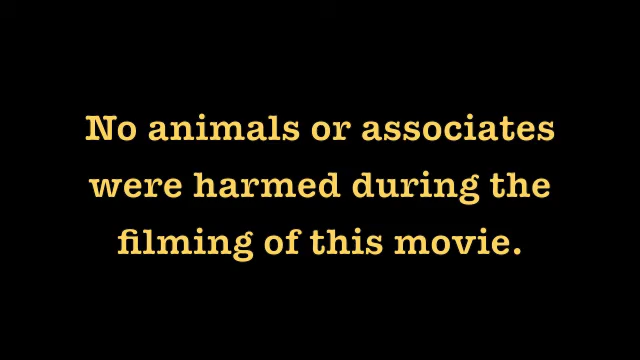 No animals or associates
were harmed during the
filming of this movie.